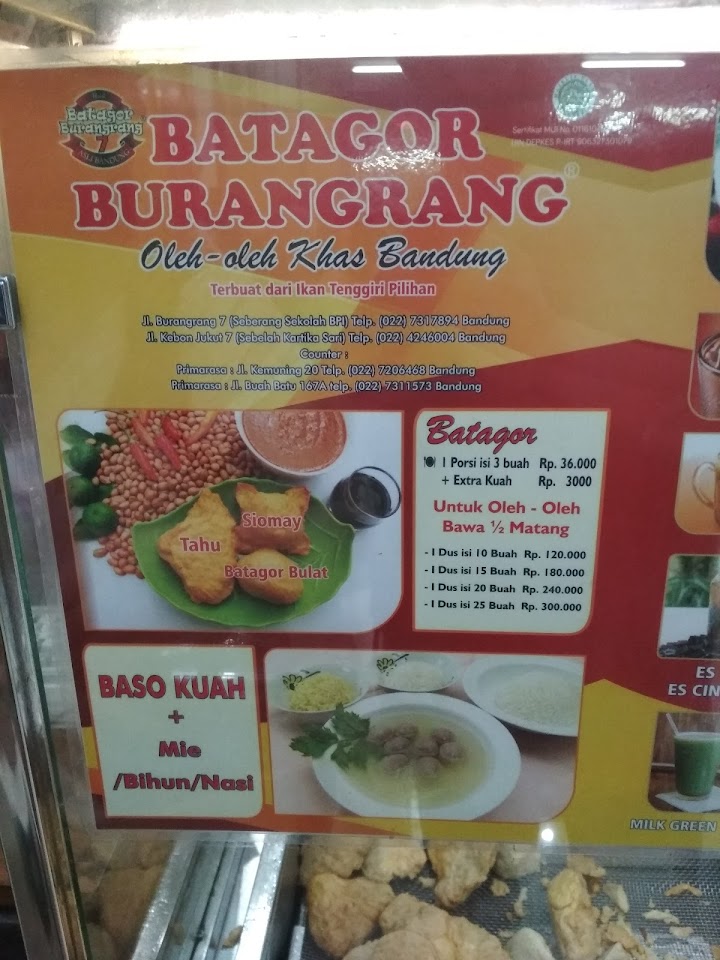 Batagor
Burangrang
7
ASLI BANDUNG
BATAGOR
BURANGRANG®
Oleh-oleh Khas Bandung
Terbuat dari Ikan Tenggiri Pilihan
Sertifikat MUI No.
Jl. Burangrang 7 (Seberang Sekolah BPI) Telp. (022) 7317894 Bandung
Jl. Kebon Jukut 7 (Sebelah Kartika Sari) Telp. (022) 4246004 Bandung
Counter :
Primarasa : Jl. Kemuning 20 Telp. (022) 7206468 Bandung
Primarasa : Jl. Buah Batu 167A telp. (022) 7311573 Bandung
Siomay
Tahu
Batagor Bulat
Batagor
1 Porsi isi 3 buah Rp. 36.000
+ Extra Kuah Rp. 3000
Untuk Oleh - Oleh
Bawa ½ Matang
- 1 Dus isi 10 Buah Rp. 120.000
- 1 Dus isi 15 Buah Rp. 180.000
- 1 Dus isi 20 Buah Rp. 240.000
- 1 Dus isi 25 Buah Rp. 300.000
BASO KUAH
+
Mie
/Bihun/Nasi
ES
ES CIN
MILK GREEN